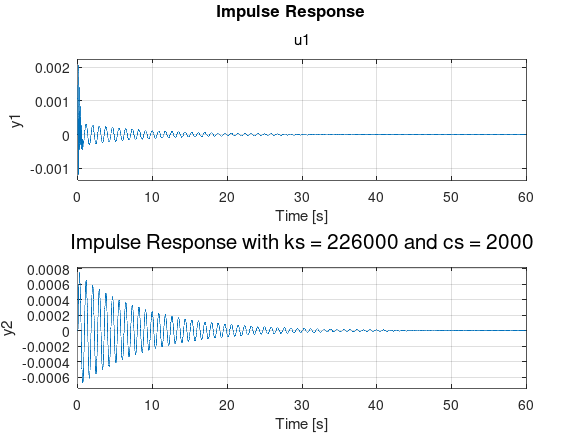 Impulse Response
u1
0.002
0.001
0
-0.001
y1
0 10 20 30 40 50 60
Time [s]
Impulse Response with ks = 226000 and cs = 2000
0.0008
0.0006
0.0004
0.0002
0
-0.0002
-0.0004
-0.0006
y2
0 10 20 30 40 50 60
Time [s]